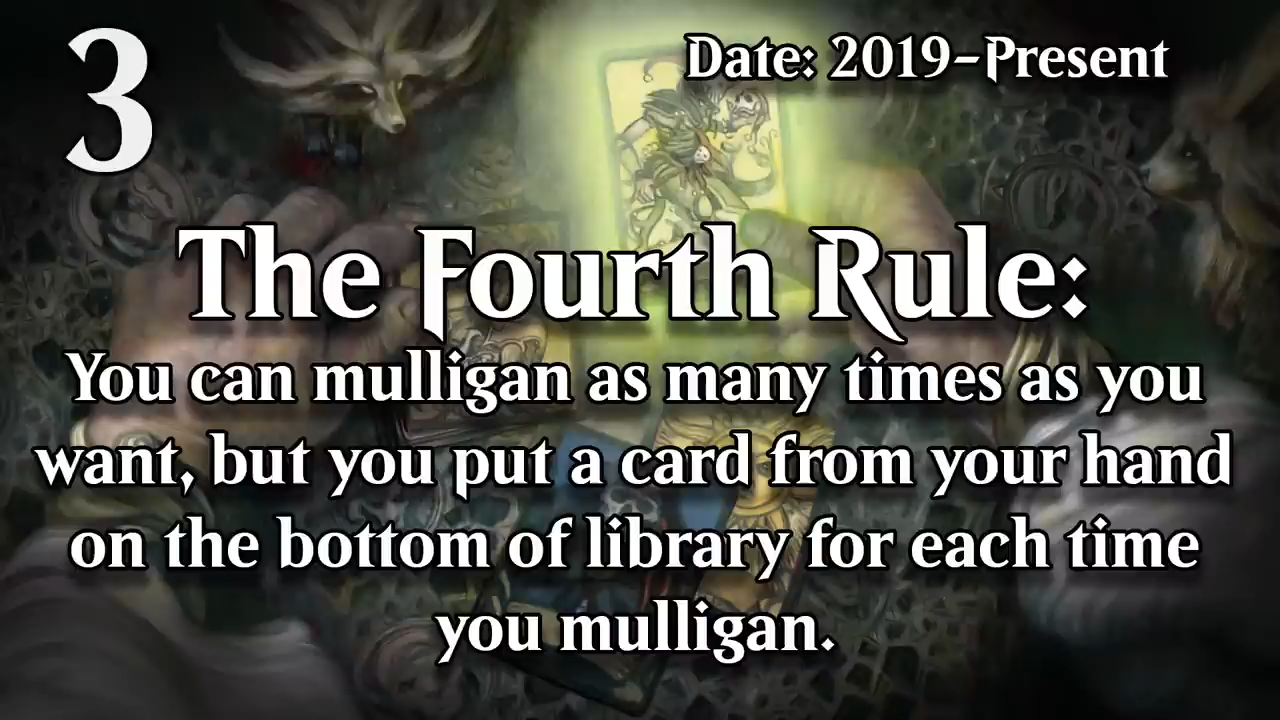 3
Date: 2019-Present
The Fourth Rule:
You can mulligan as many times as you
want, but you put a card from your hand
on the bottom of library for each time
you mulligan.